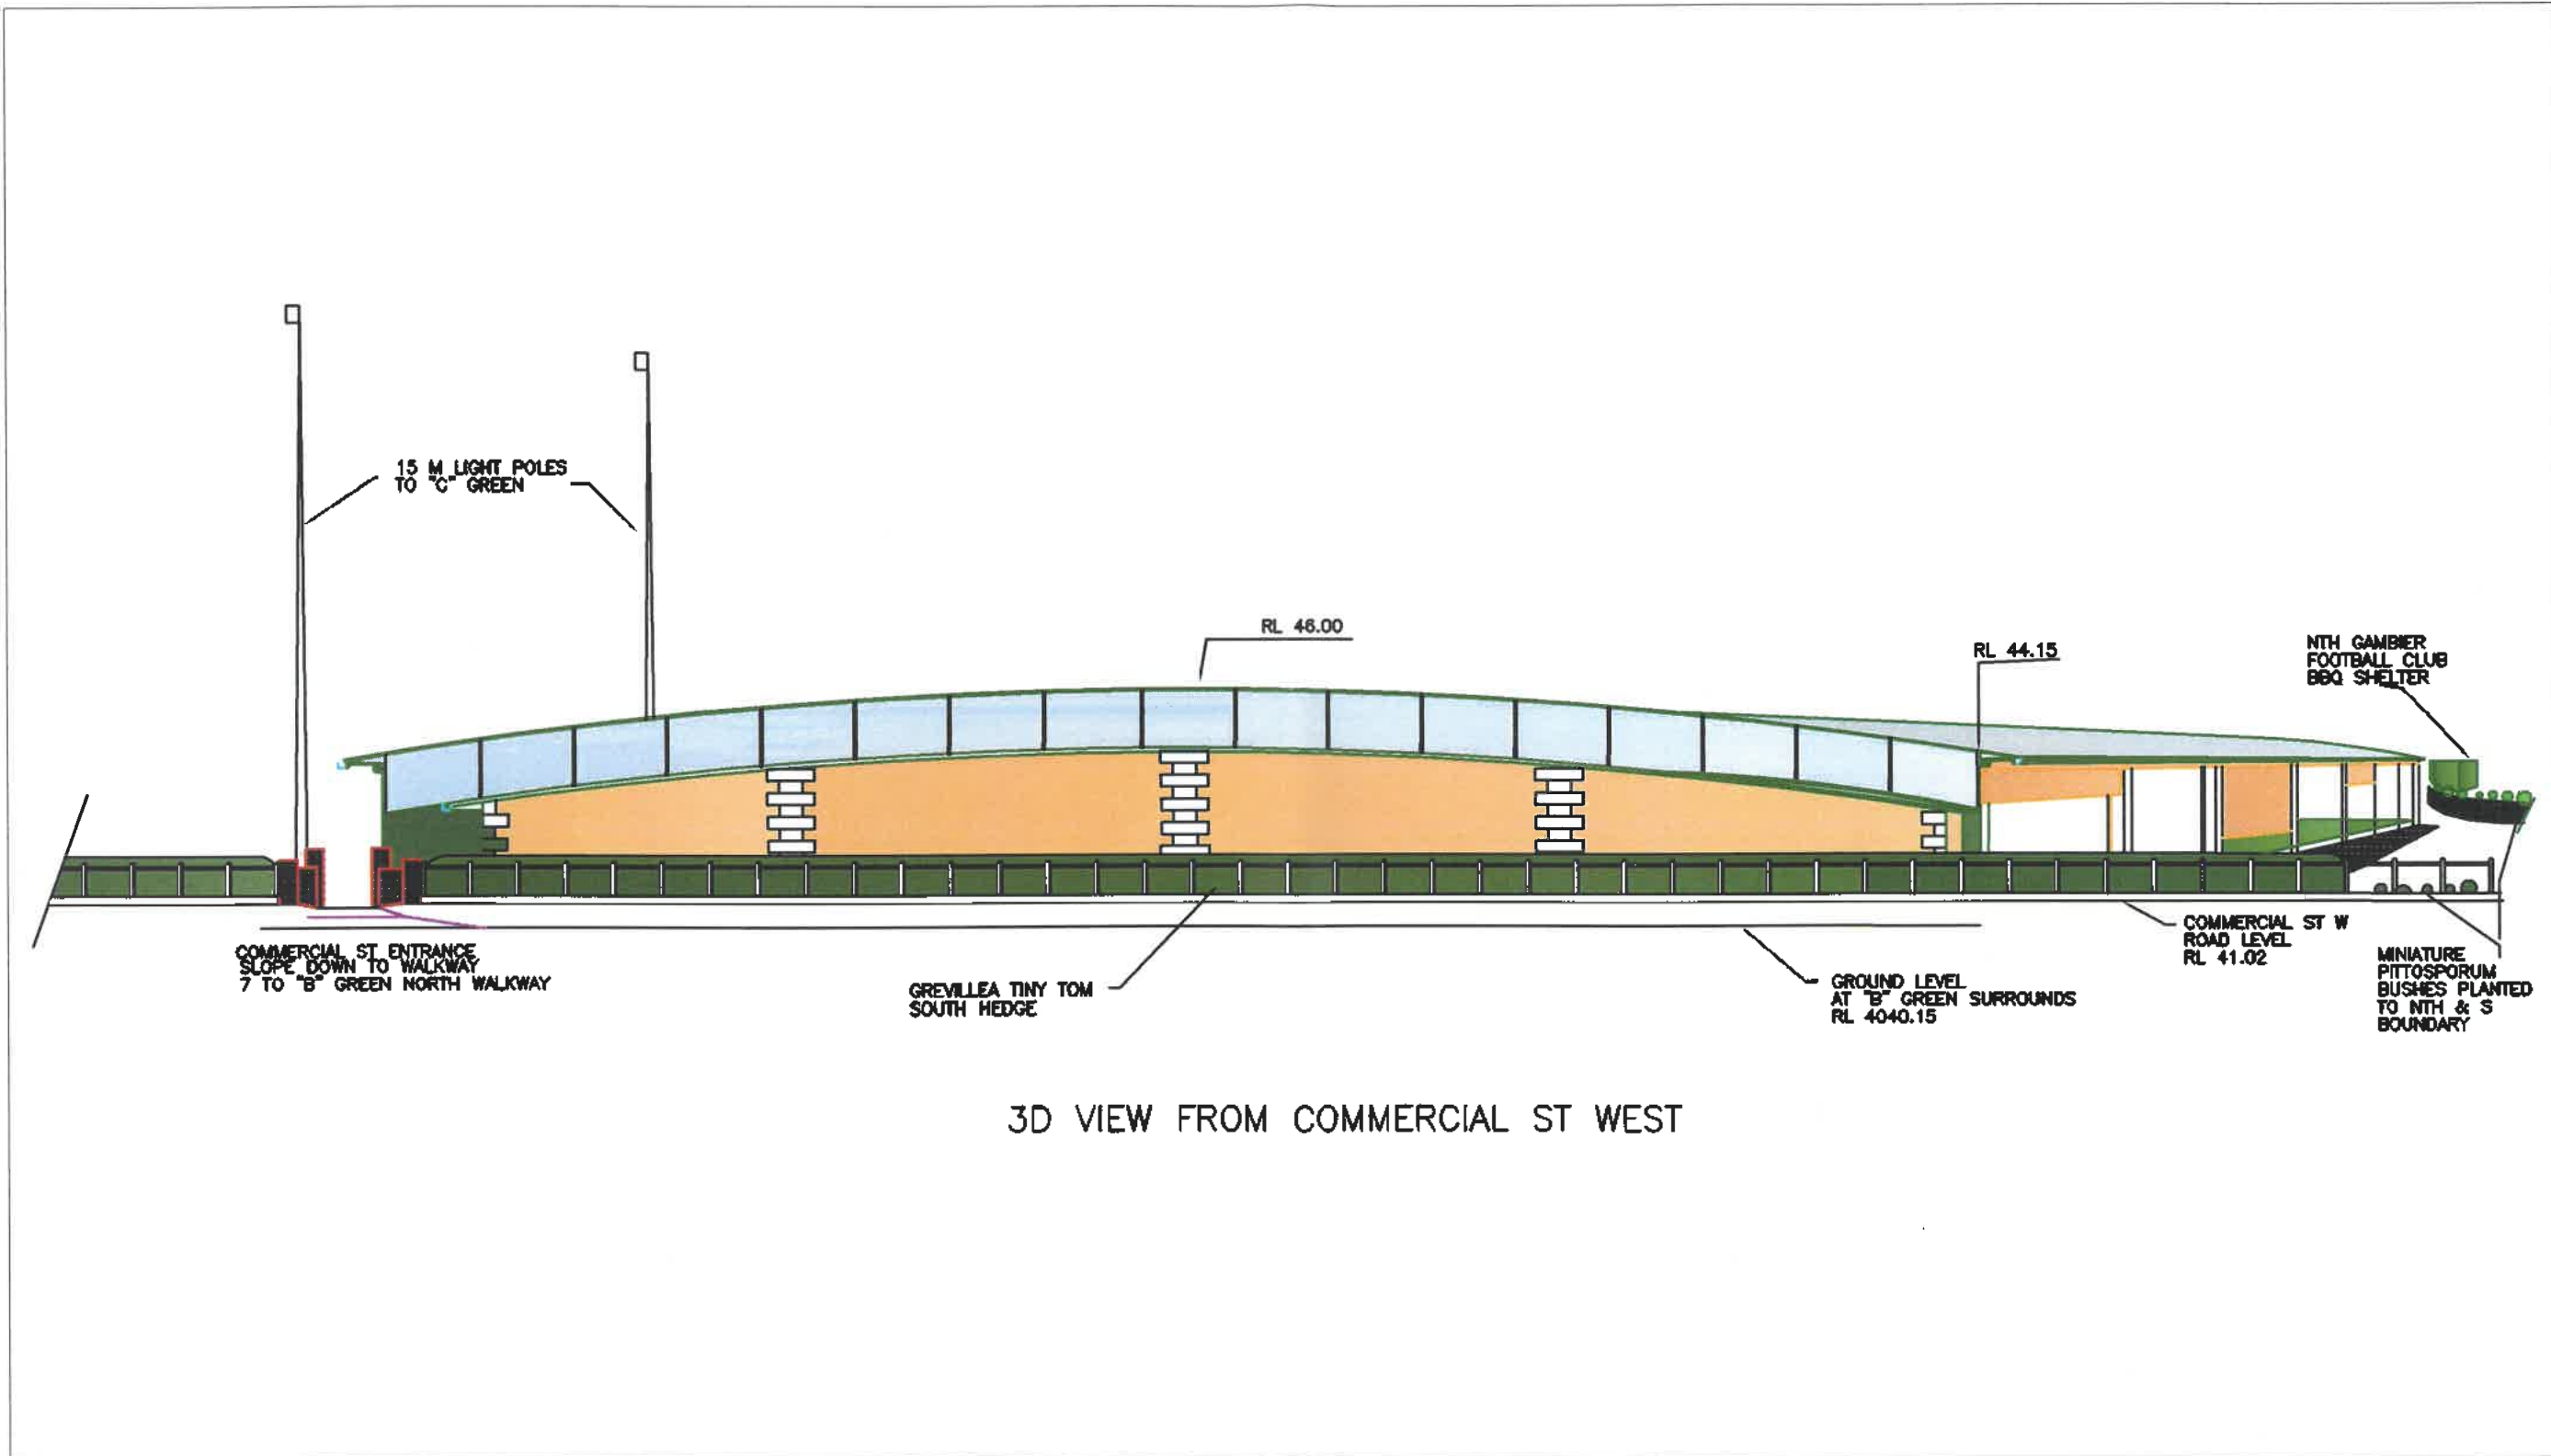 15 M LIGHT POLES
TO "C" GREEN
RL 46.00
RL 44.15
NTH GAMBIER
FOOTBALL CLUB
BBQ SHELTER
COMMERCIAL ST ENTRANCE
SLOPE DOWN TO WALKWAY
7 TO "B" GREEN NORTH WALKWAY
GREVILLEA TINY TOM
SOUTH HEDGE
GROUND LEVEL
AT "B" GREEN SURROUNDS
RL 4040.15
COMMERCIAL ST W
ROAD LEVEL
RL 41.02
MINIATURE
PITTOSPORUM
BUSHES PLANTED
TO NTH & S
BOUNDARY
3D VIEW FROM COMMERCIAL ST WEST